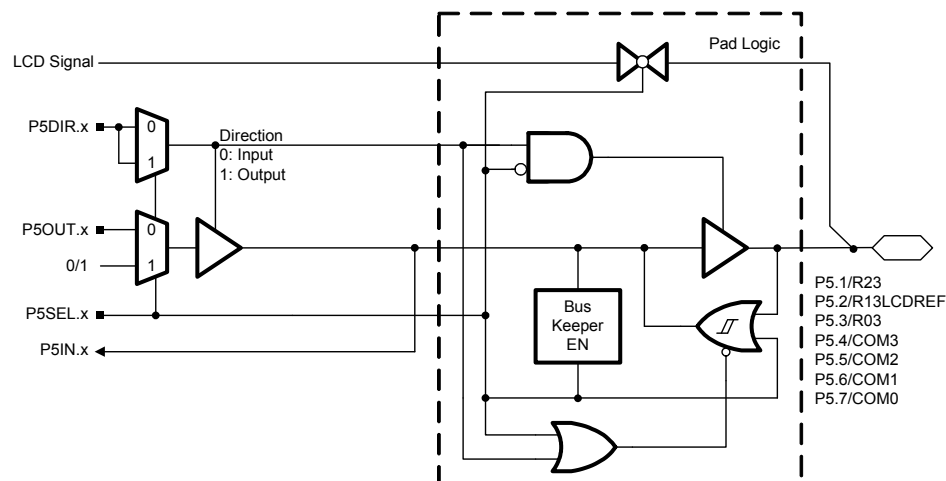 Pad Logic
LCD Signal
P5DIR.x
0
1
Direction
0: Input
1: Output
P5OUT.x
0
0/1
1
P5SEL.x
P5IN.x
Bus
Keeper
EN
P5.1/R23
P5.2/R13LCDREF
P5.3/R03
P5.4/COM3
P5.5/COM2
P5.6/COM1
P5.7/COM0